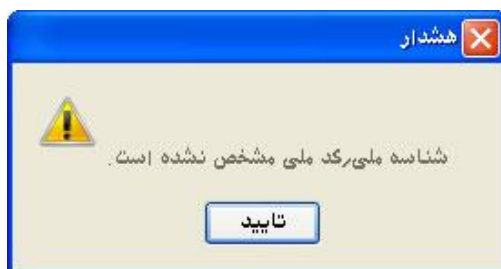 هشدار
شناسه ملی/کد ملی مشخص نشده است.
تایید